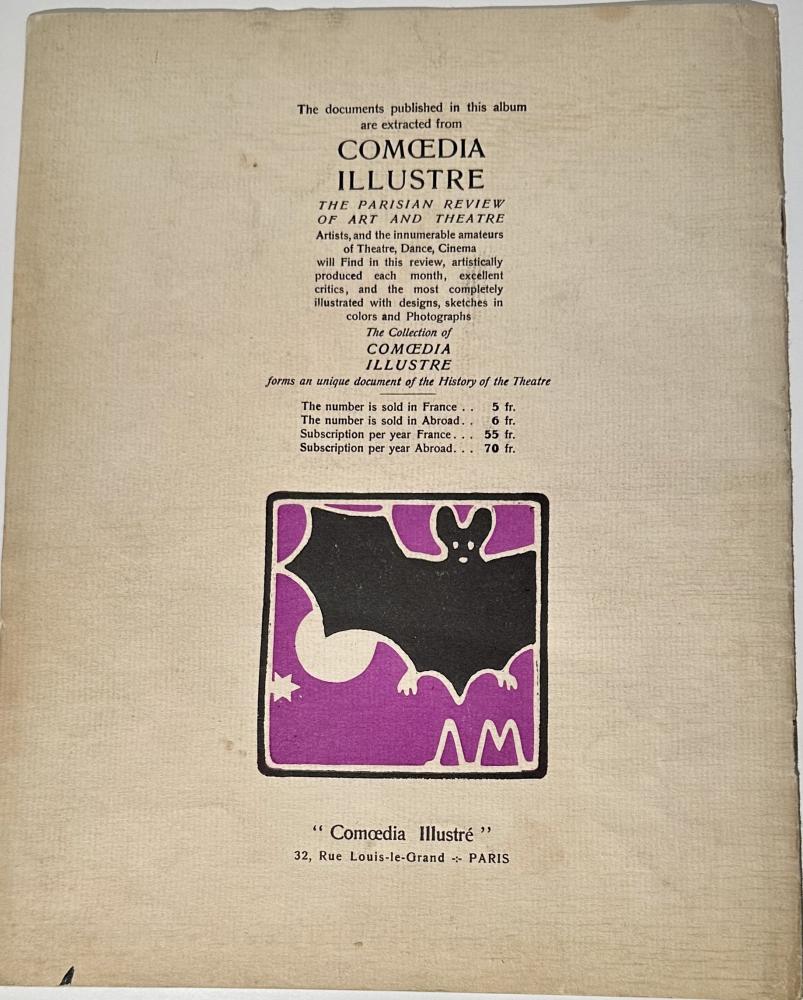 The documents published in this album
are extracted from
COMŒDIA
ILLUSTRE
THE PARISIAN REVIEW
OF ART AND THEATRE
Artists, and the innumerable amateurs
of Theatre, Dance, Cinema
will Find in this review, artistically
produced each month, excellent
critics, and the most completely
illustrated with designs, sketches in
colors and Photographs
The Collection of
COMŒDIA
ILLUSTRE
forms an unique document of the History of the Theatre
The number is sold in France . . 5 fr.
The number is sold in Abroad. . 6 fr.
Subscription per year France. . . 55 fr.
Subscription per year Abroad. . . 70 fr.
ΛM
“ Comœdia Illustré ”
32, Rue Louis-le-Grand -:- PARIS